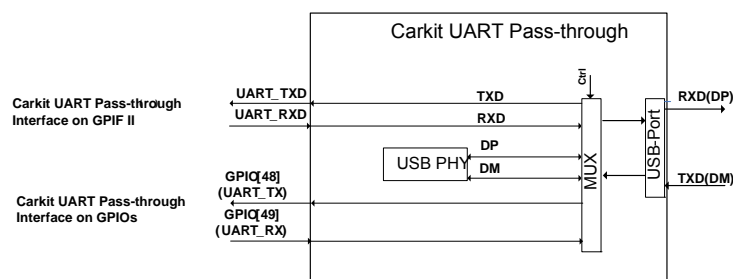 Carkit UART Pass-through
Ctrl
UART_TXD
TXD
RXD(DP)
Carkit UART Pass-through
Interface on GPIF II
UART_RXD
RXD
USB PHY
DP
DM
MUX
USB-Port
TXD(DM)
GPIO[48]
(UART_TX)
Carkit UART Pass-through
Interface on GPIOs
GPIO[49]
(UART_RX)